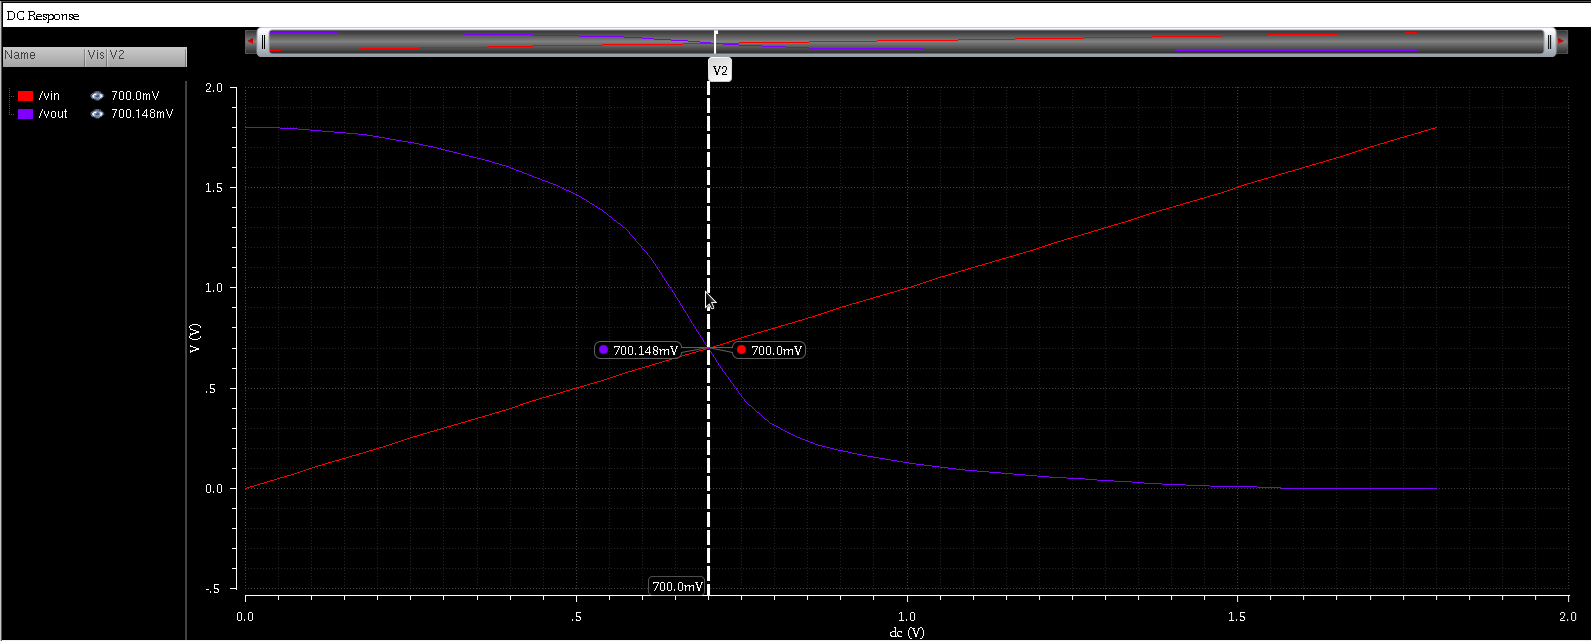 DC Response
Name Vis V2
/vin 700.0mV
/vout 700.148mV
V2
2.0
1.5
1.0
.5
0.0
-.5
V (V)
700.148mV
700.0mV
700.0mV
0.0 .5 1.0 1.5 2.0
dc (V)